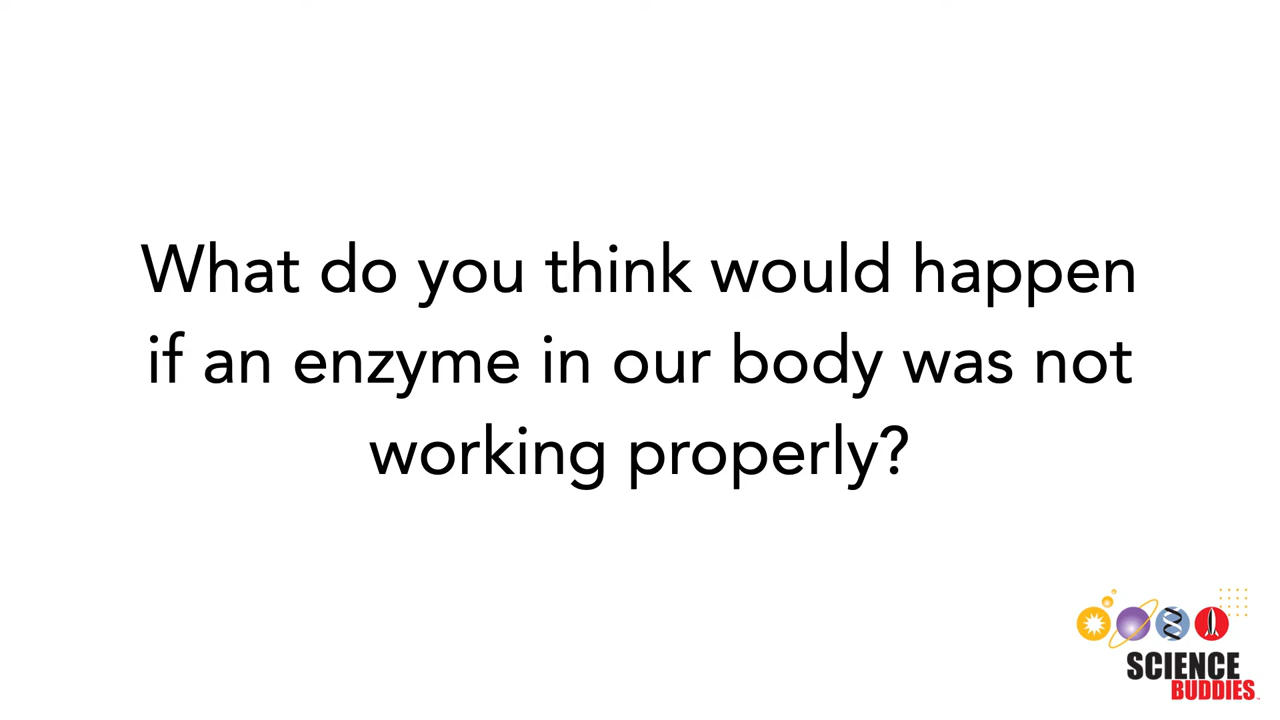 What do you think would happen
if an enzyme in our body was not
working properly?
SCIENCE
BUDDIES